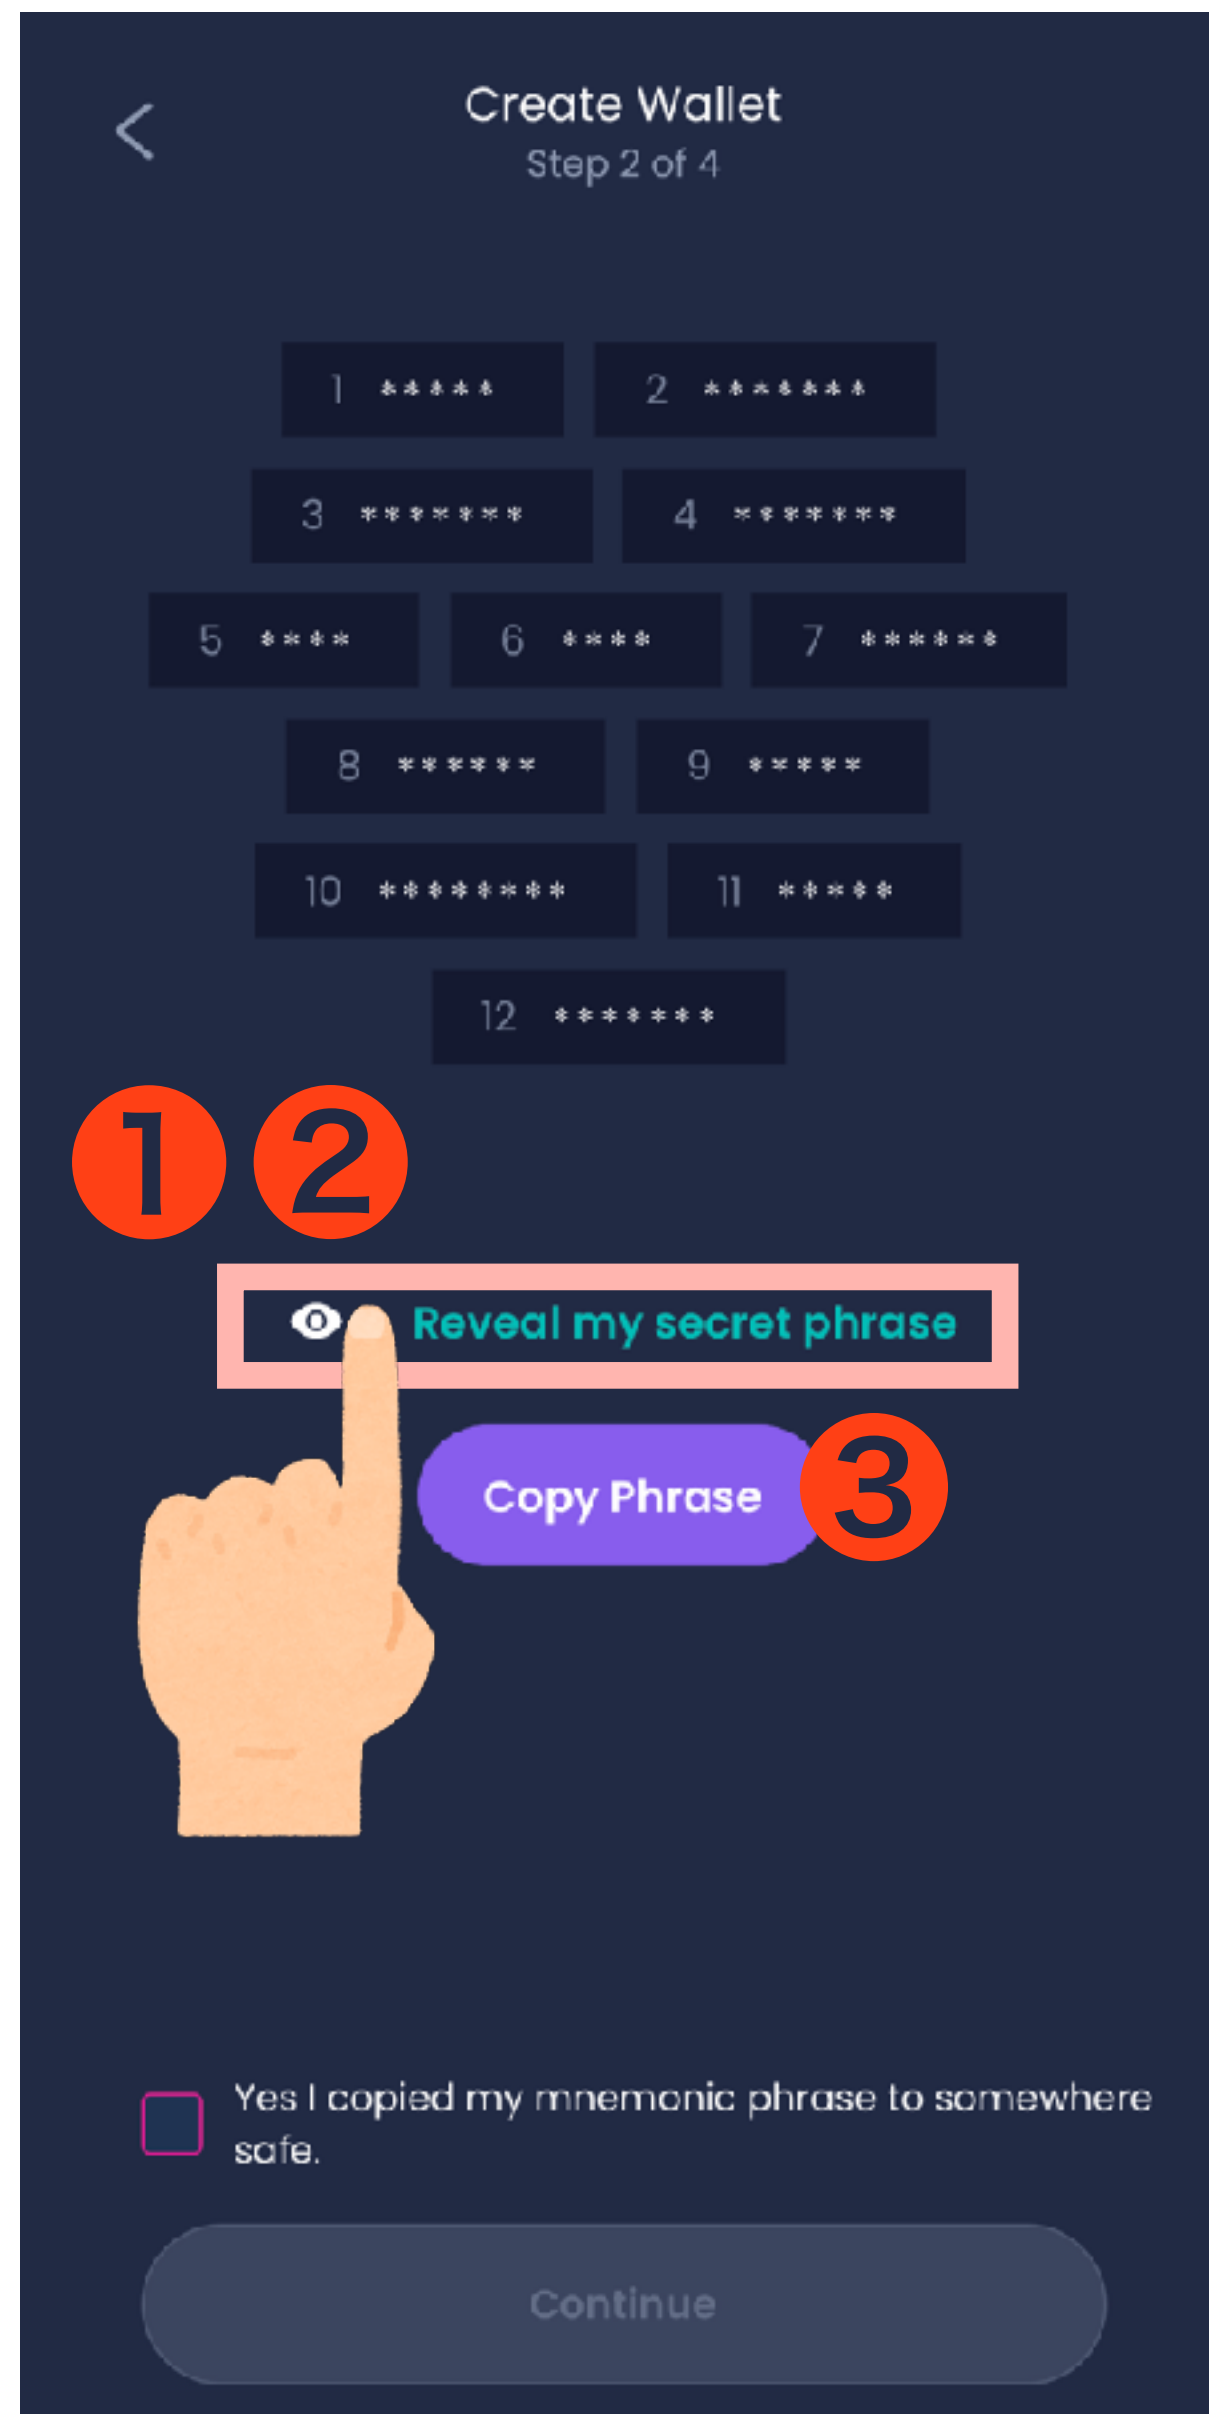 Create Wallet
Step 2 of 4
1 ***** 2 *******
3 ******* 4 *******
5 **** 6 **** 7 ******
8 ****** 9 *****
10 ******** 11 *****
12 *******
1 2
Reveal my secret phrase
Copy Phrase 3
Yes I copied my mnemonic phrase to somewhere
safe.
Continue